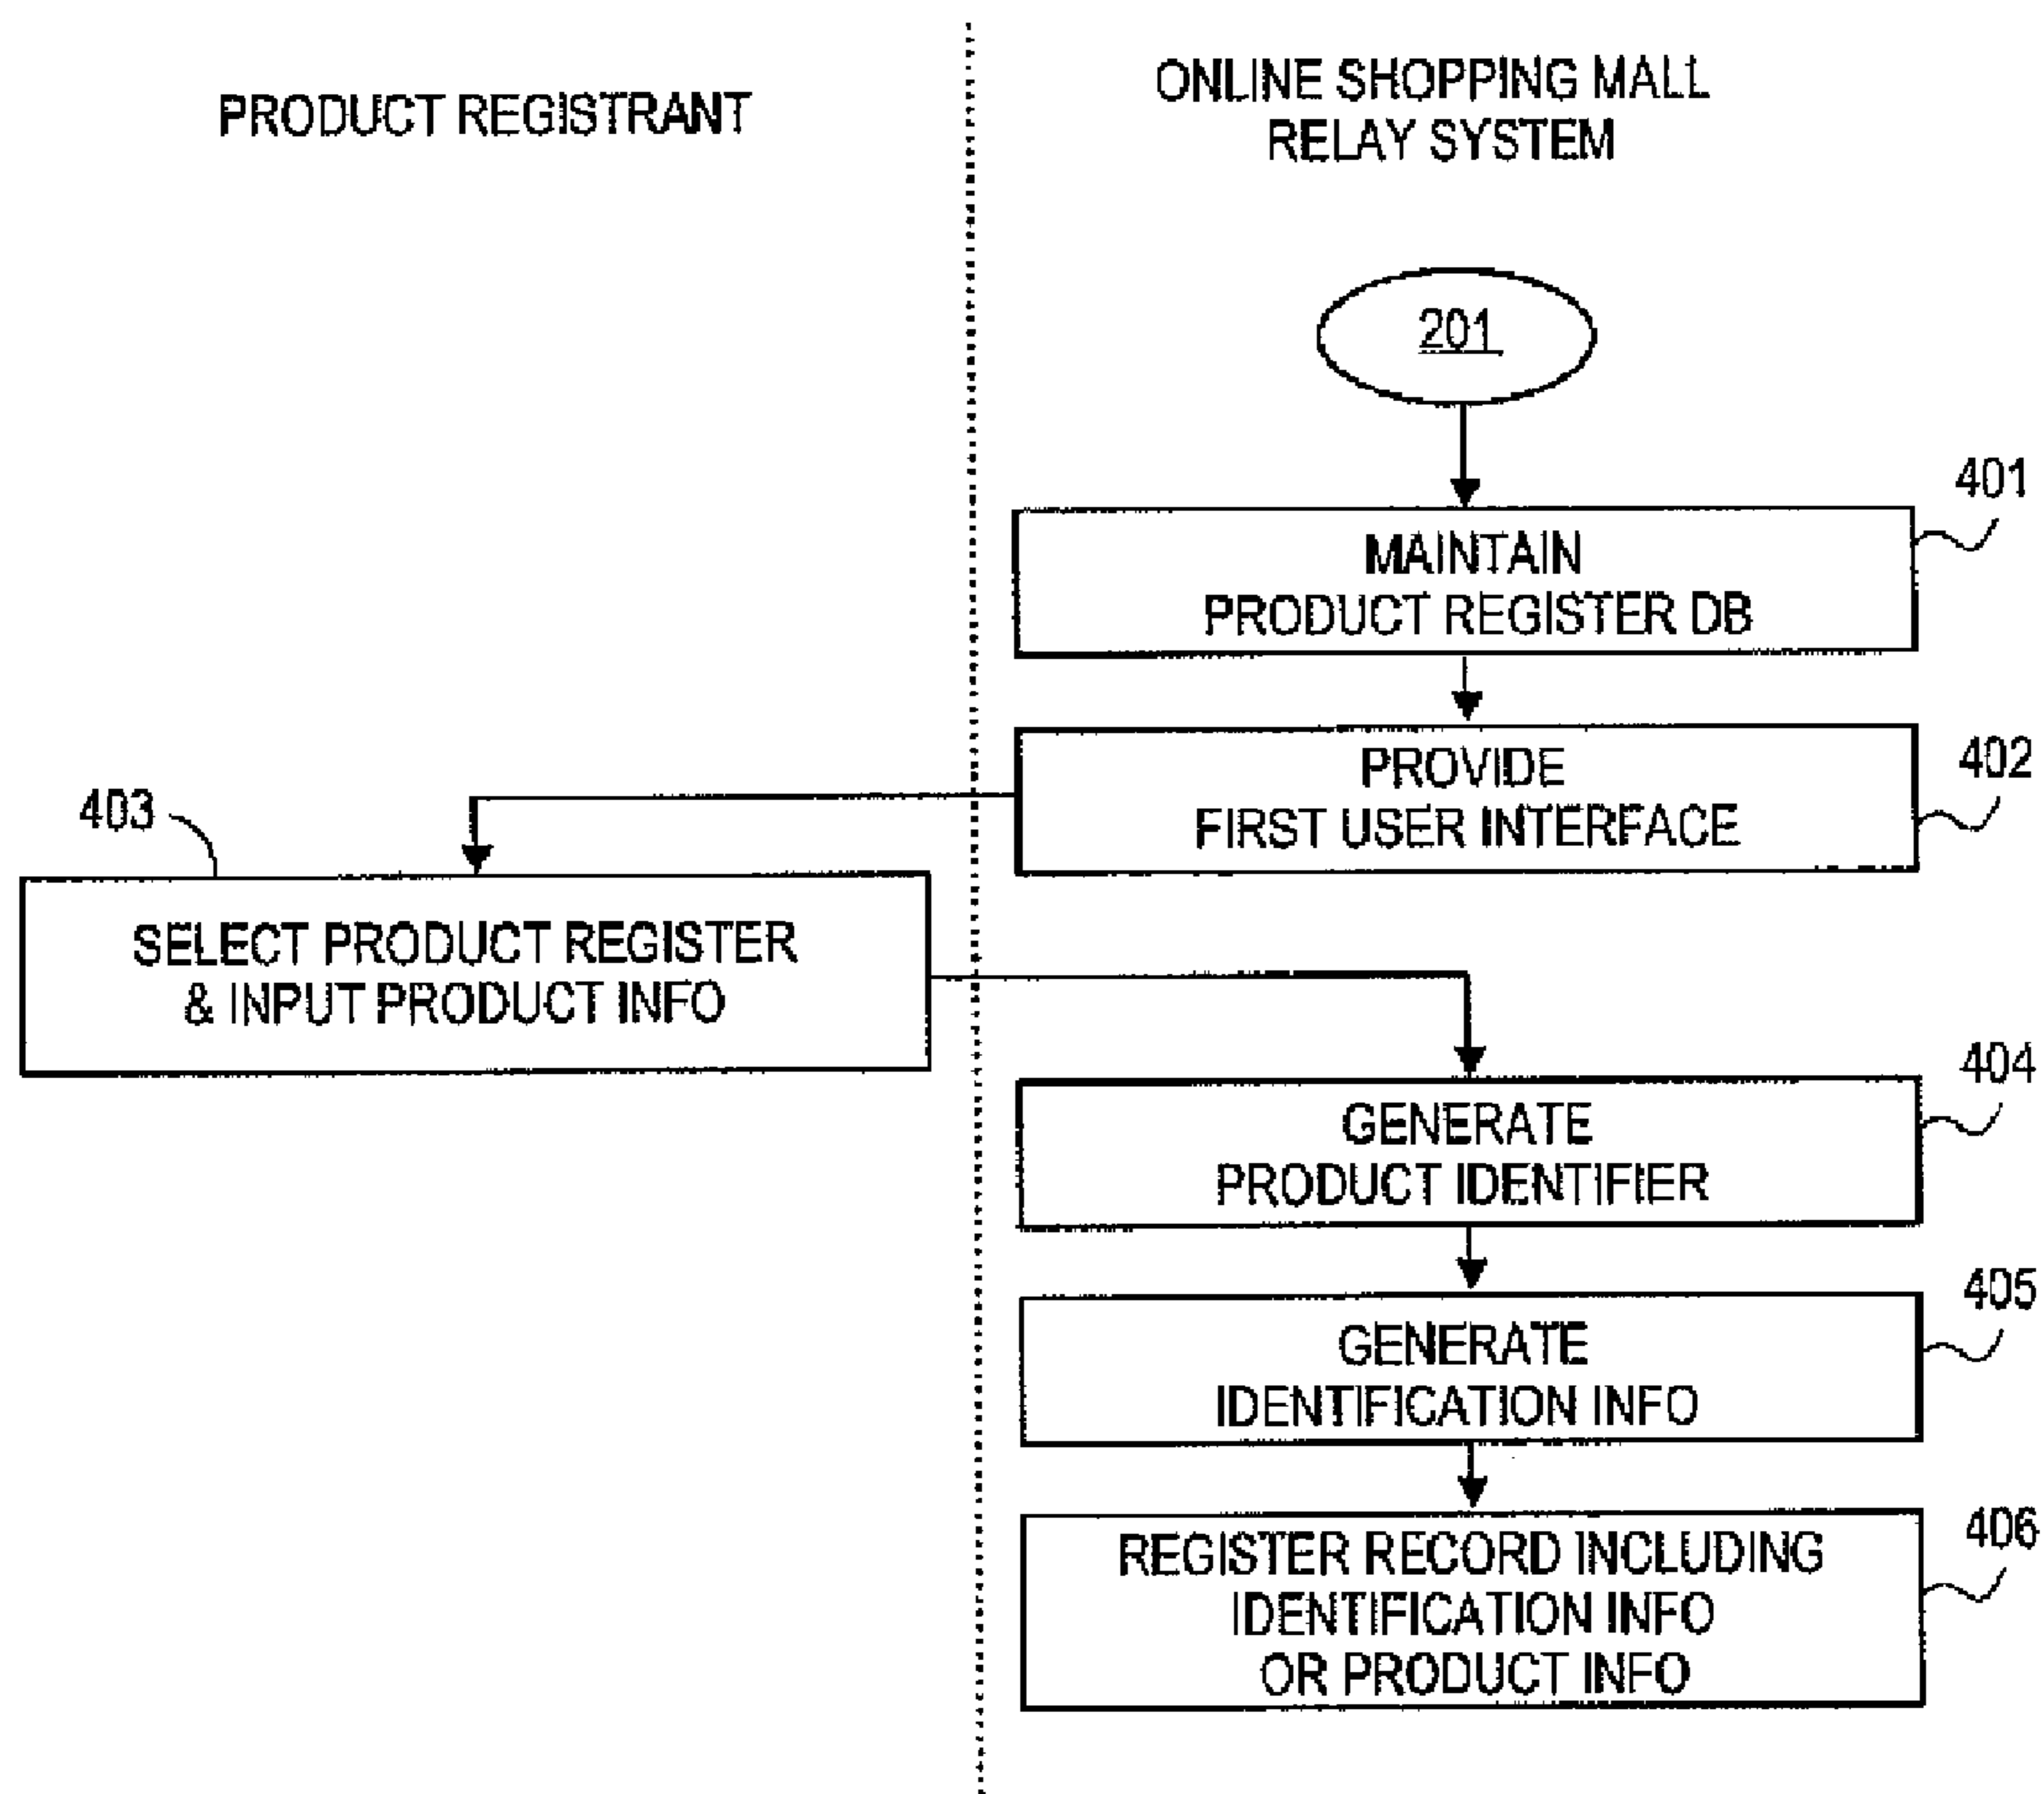 PRODUCT REGISTRANT
ONLINE SHOPPING MALL
RELAY SYSTEM
201
401
MAINTAIN
PRODUCT REGISTER DB
402
PROVIDE
FIRST USER INTERFACE
403
SELECT PRODUCT REGISTER
& INPUT PRODUCT INFO
404
GENERATE
PRODUCT IDENTIFIER
405
GENERATE
IDENTIFICATION INFO
406
REGISTER RECORD INCLUDING
IDENTIFICATION INFO
OR PRODUCT INFO